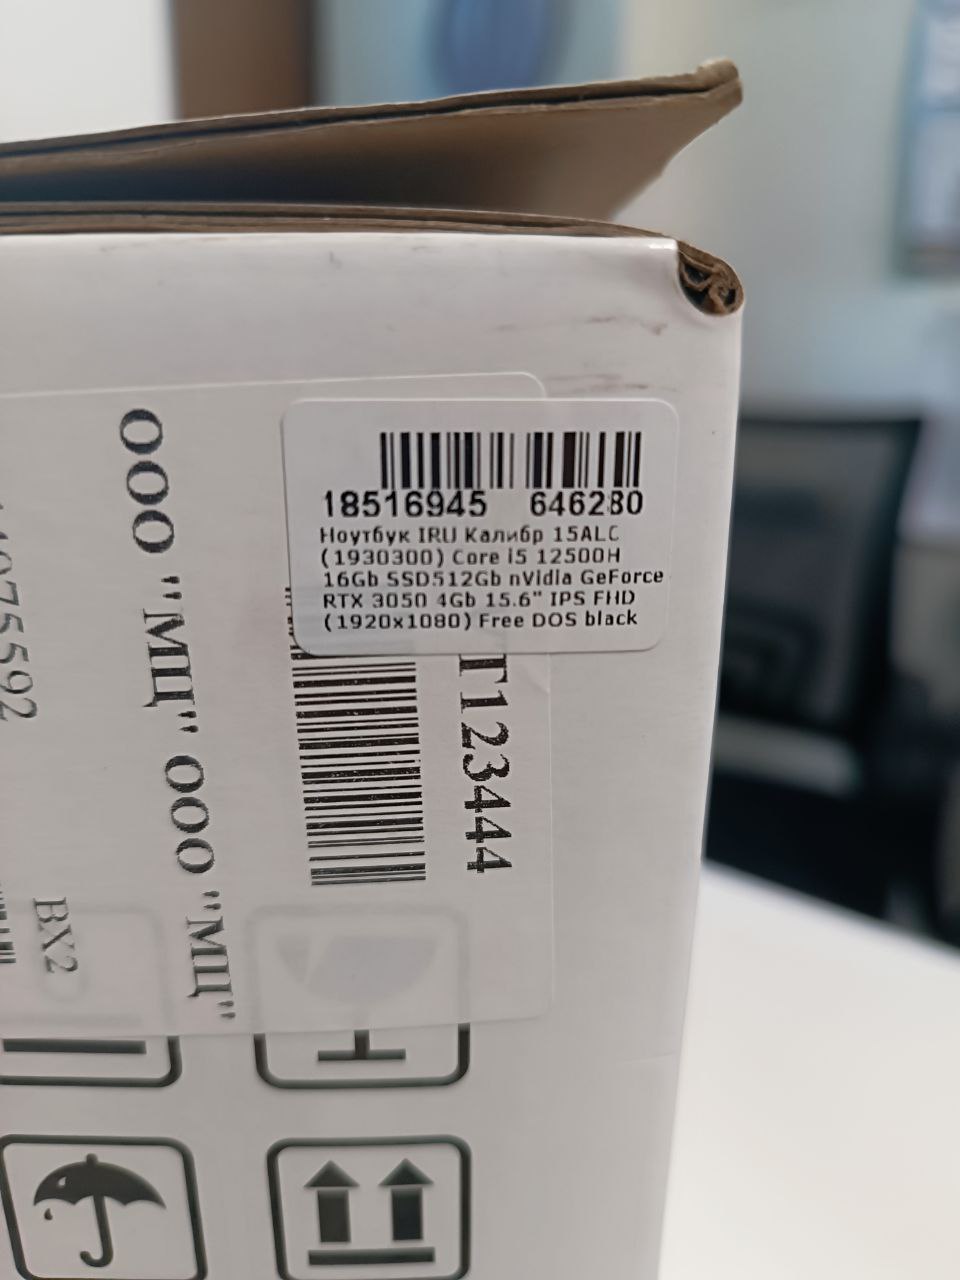 18516945 646280
Ноутбук IRU Калибр 15ALC
(1930300) Core i5 12500H
16Gb SSD512Gb nVidia GeForce
RTX 3050 4Gb 15.6" IPS FHD
(1920x1080) Free DOS black
T123444
ООО "МЦ" ООО "МЦ"
BX2